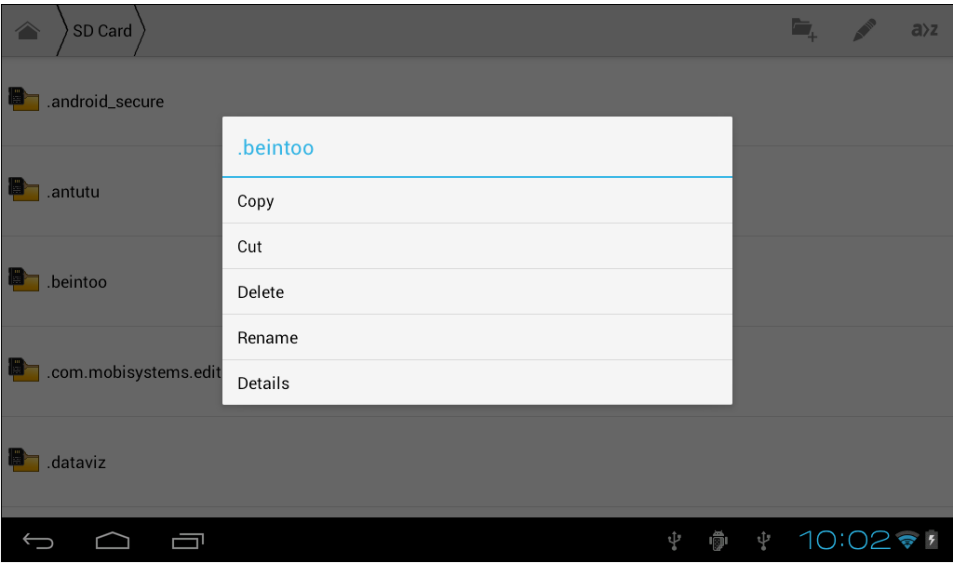 SD Card
a>z
.android_secure
.beintoo
Copy
.antutu
Cut
.beintoo
Delete
Rename
.com.mobisystems.edit
Details
.dataviz
10:02